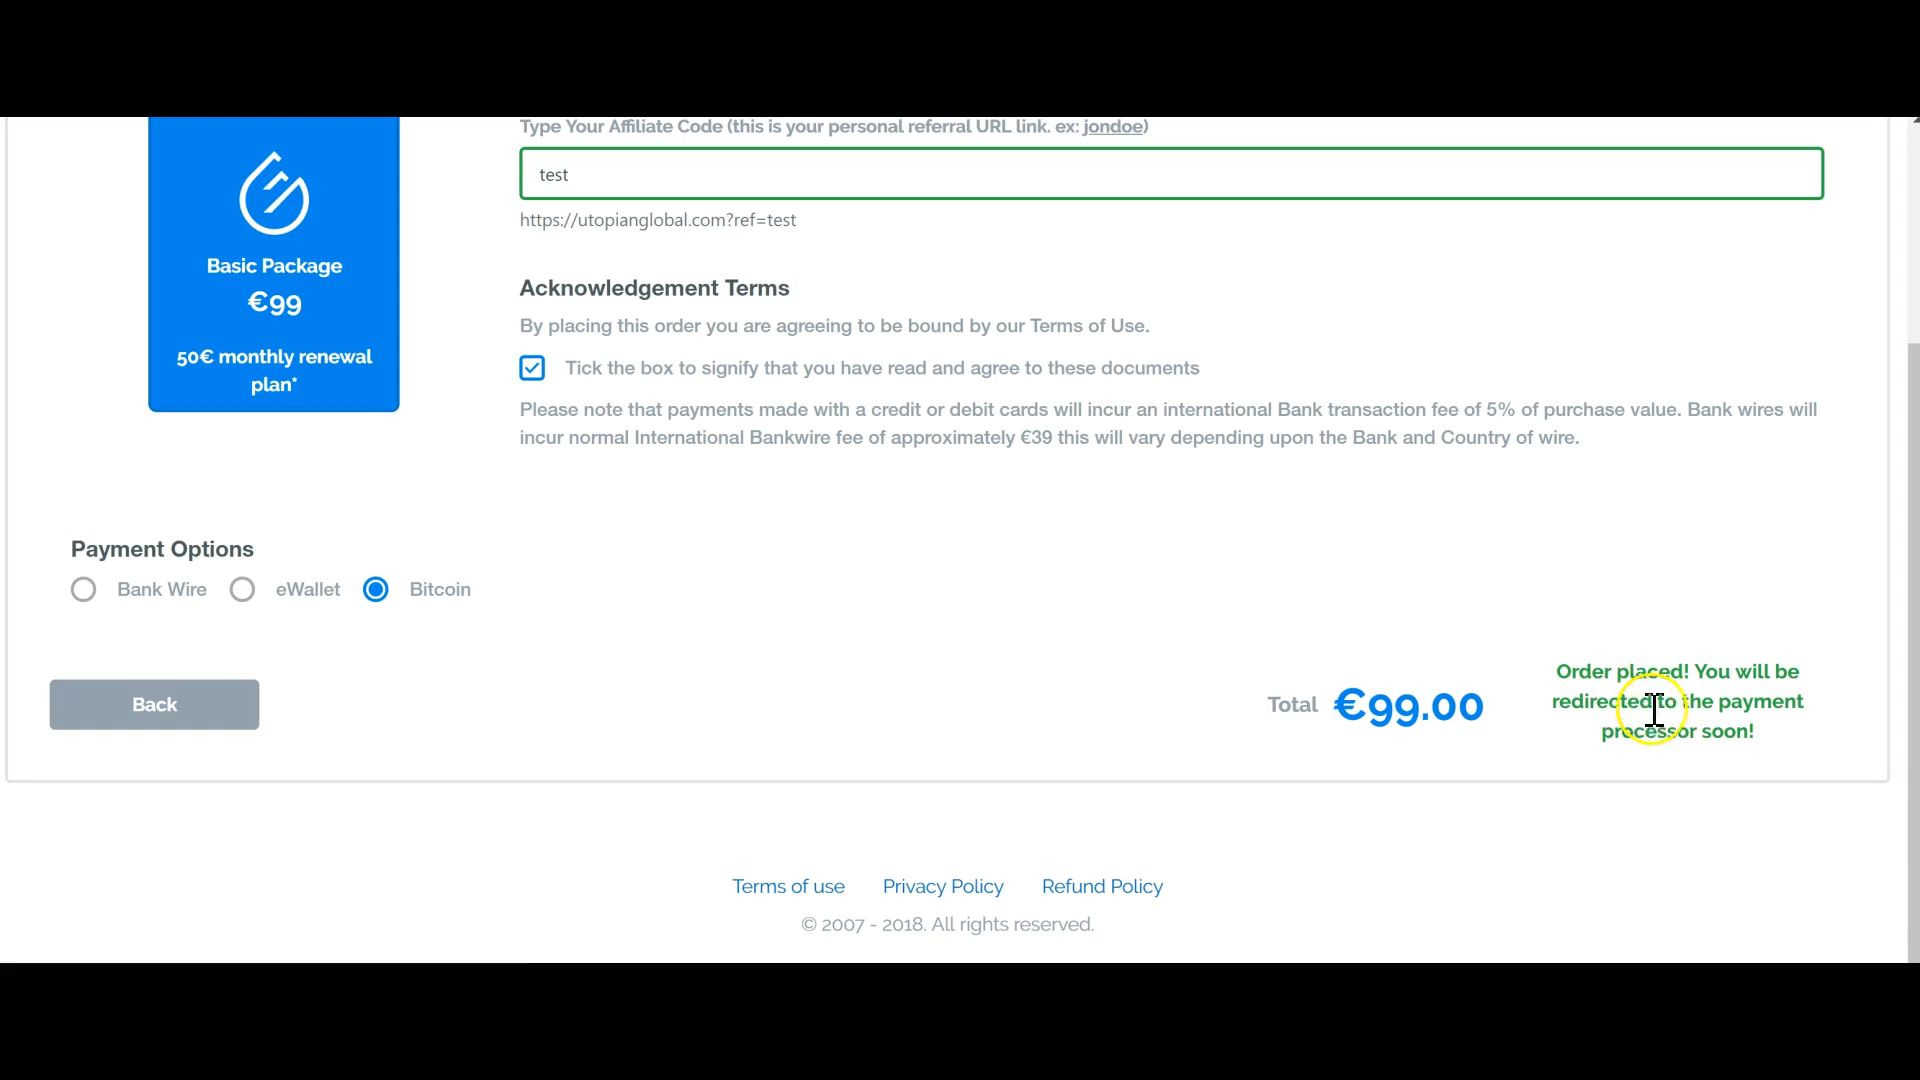 Type Your Affiliate Code (this is your personal referral URL link. ex: jondoe)
test
https://utopianglobal.com?ref=test
Basic Package
€99
50€ monthly renewal
plan*
Acknowledgement Terms
By placing this order you are agreeing to be bound by our Terms of Use.
Tick the box to signify that you have read and agree to these documents
Please note that payments made with a credit or debit cards will incur an international Bank transaction fee of 5% of purchase value. Bank wires will
incur normal International Bankwire fee of approximately €39 this will vary depending upon the Bank and Country of wire.
Payment Options
Bank Wire eWallet Bitcoin
Back
Total €99.00
Order placed! You will be
redirected to the payment
processor soon!
Terms of use Privacy Policy Refund Policy
© 2007 - 2018. All rights reserved.